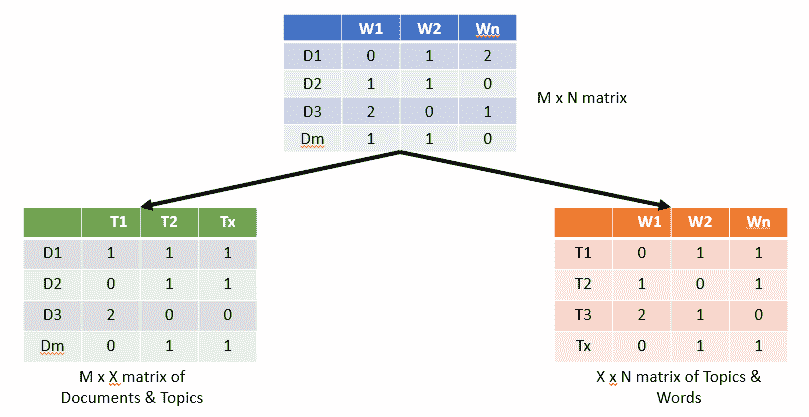 W1 W2 Wn
D1 0 1 2
D2 1 1 0
D3 2 0 1
Dm 1 1 0
M x N matrix
T1 T2 Tx
D1 1 1 1
D2 0 1 1
D3 2 0 0
Dm 0 1 1
M x X matrix of
Documents & Topics
W1 W2 Wn
T1 0 1 1
T2 1 0 1
T3 2 1 0
Tx 0 1 1
X x N matrix of Topics &
Words